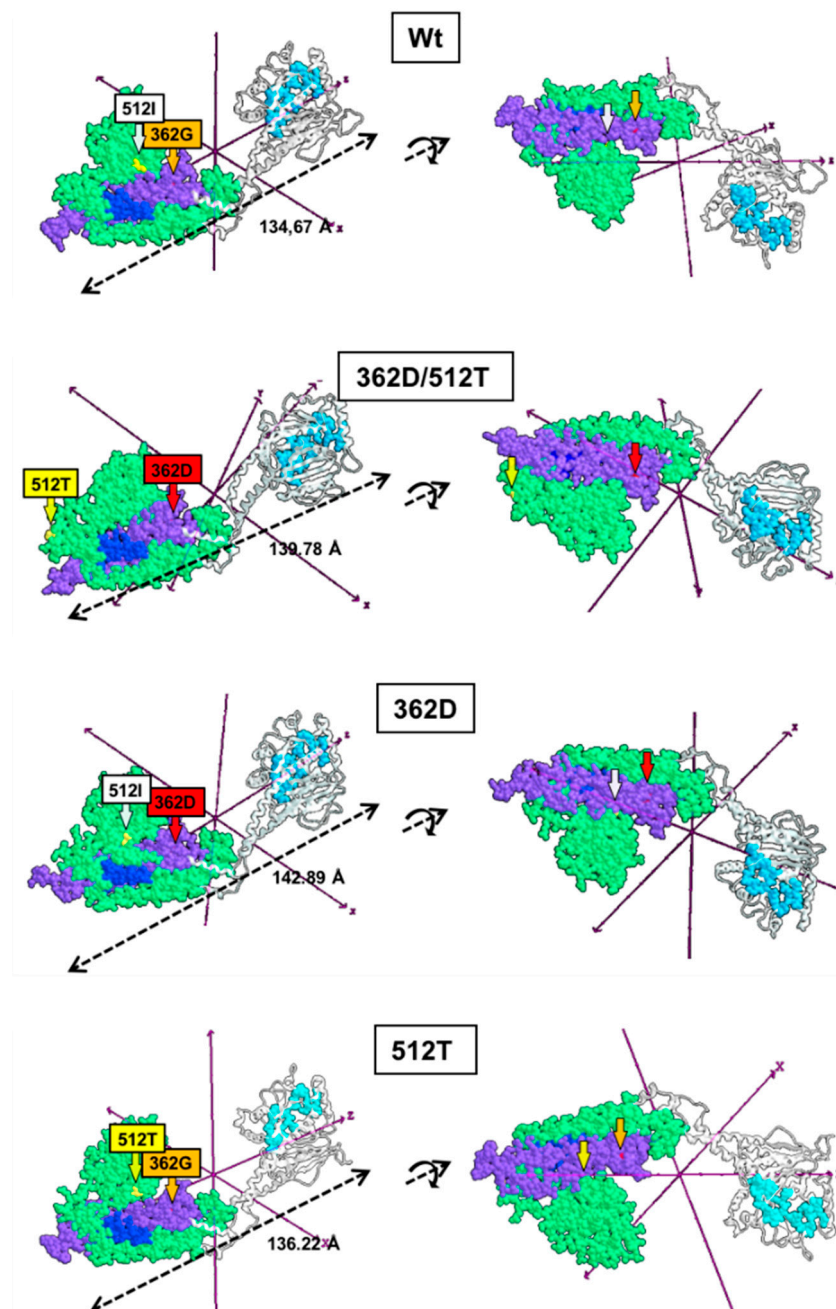 Wt
512I
362G
134,67 Å
z
x
x
z
362D/512T
512T
362D
139.78 Å
Y
x
Y
362D
512I
362D
142.89 Å
z
x
x
512T
512T
362G
136.22 Å
Z
X
X